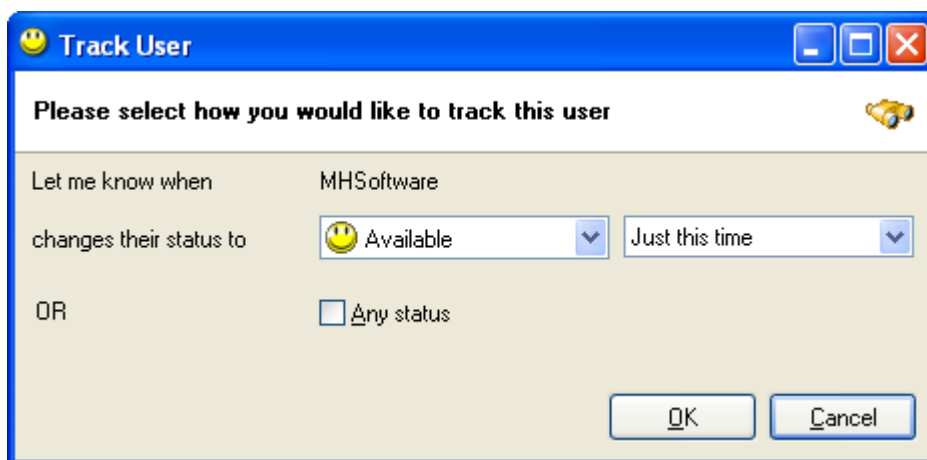 Track User
Please select how you would like to track this user
Let me know when MHSoftware
changes their status to Available Just this time
OR Any status
OK Cancel